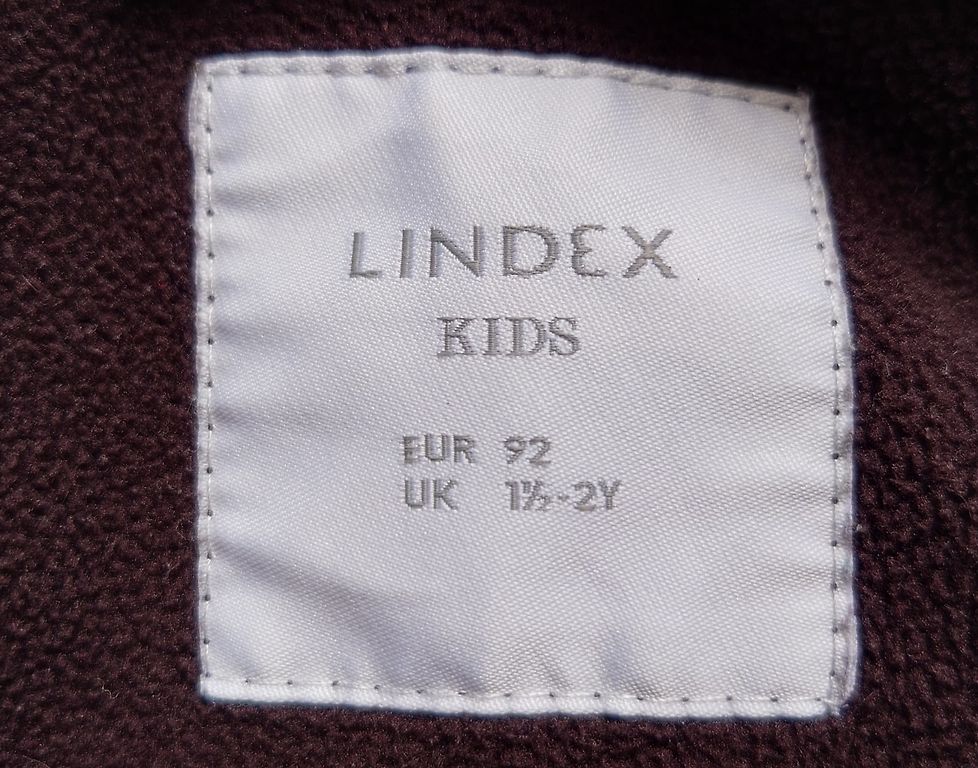 LINDEX
KIDS
EUR 92
UK 1½-2Y